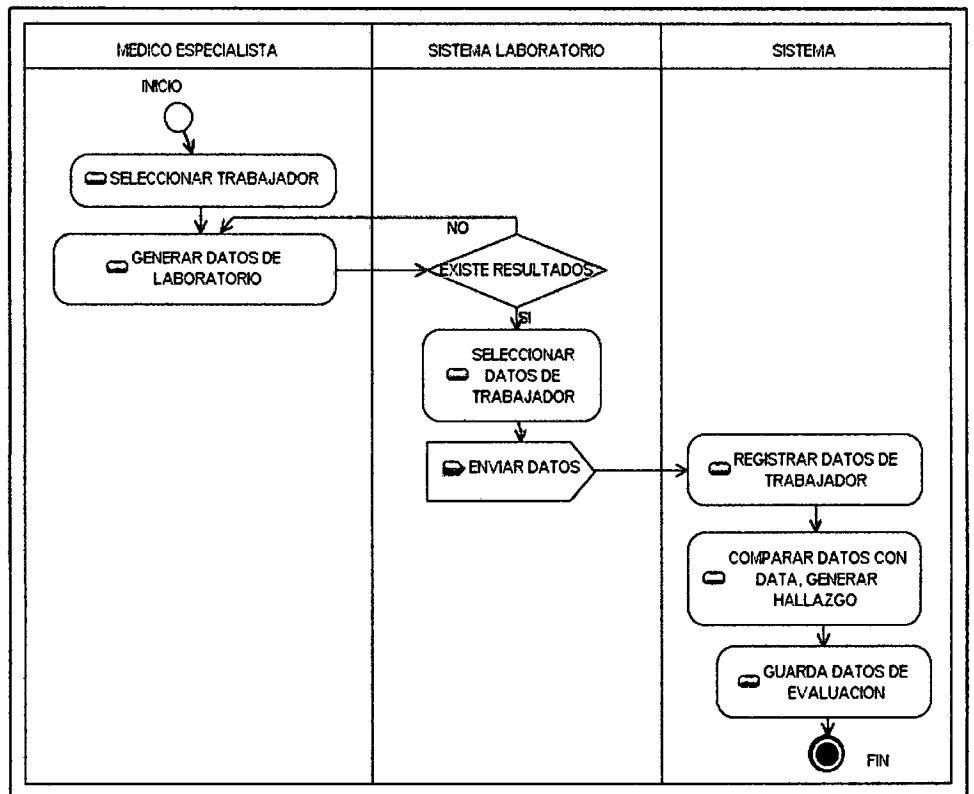 MEDICO ESPECIALISTA
SISTEMA LABORATORIO
SISTEMA
INICIO
SELECCIONAR TRABAJADOR
GENERAR DATOS DE
LABORATORIO
NO
EXISTE RESULTADOS
SI
SELECCIONAR
DATOS DE
TRABAJADOR
ENVIAR DATOS
REGISTRAR DATOS DE
TRABAJADOR
COMPARAR DATOS CON
DATA, GENERAR
HALLAZGO
GUARDA DATOS DE
EVALUACION
FIN